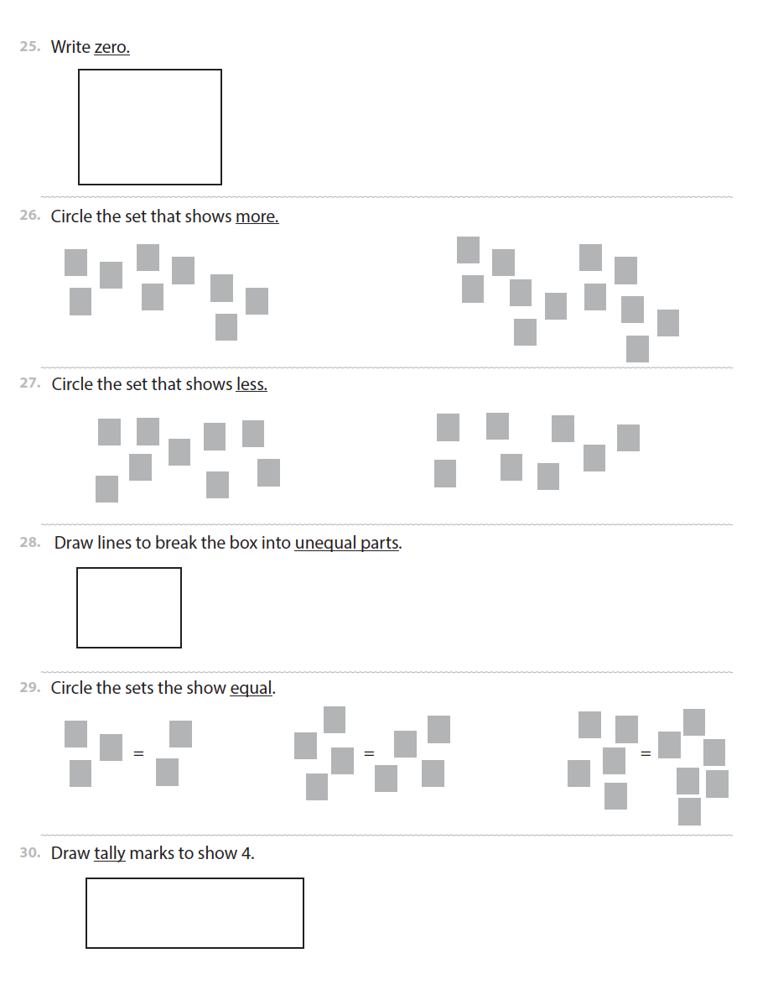 25. Write zero.
26. Circle the set that shows more.
27. Circle the set that shows less.
28. Draw lines to break the box into unequal parts.
29. Circle the sets the show equal.
= = =
30. Draw tally marks to show 4.